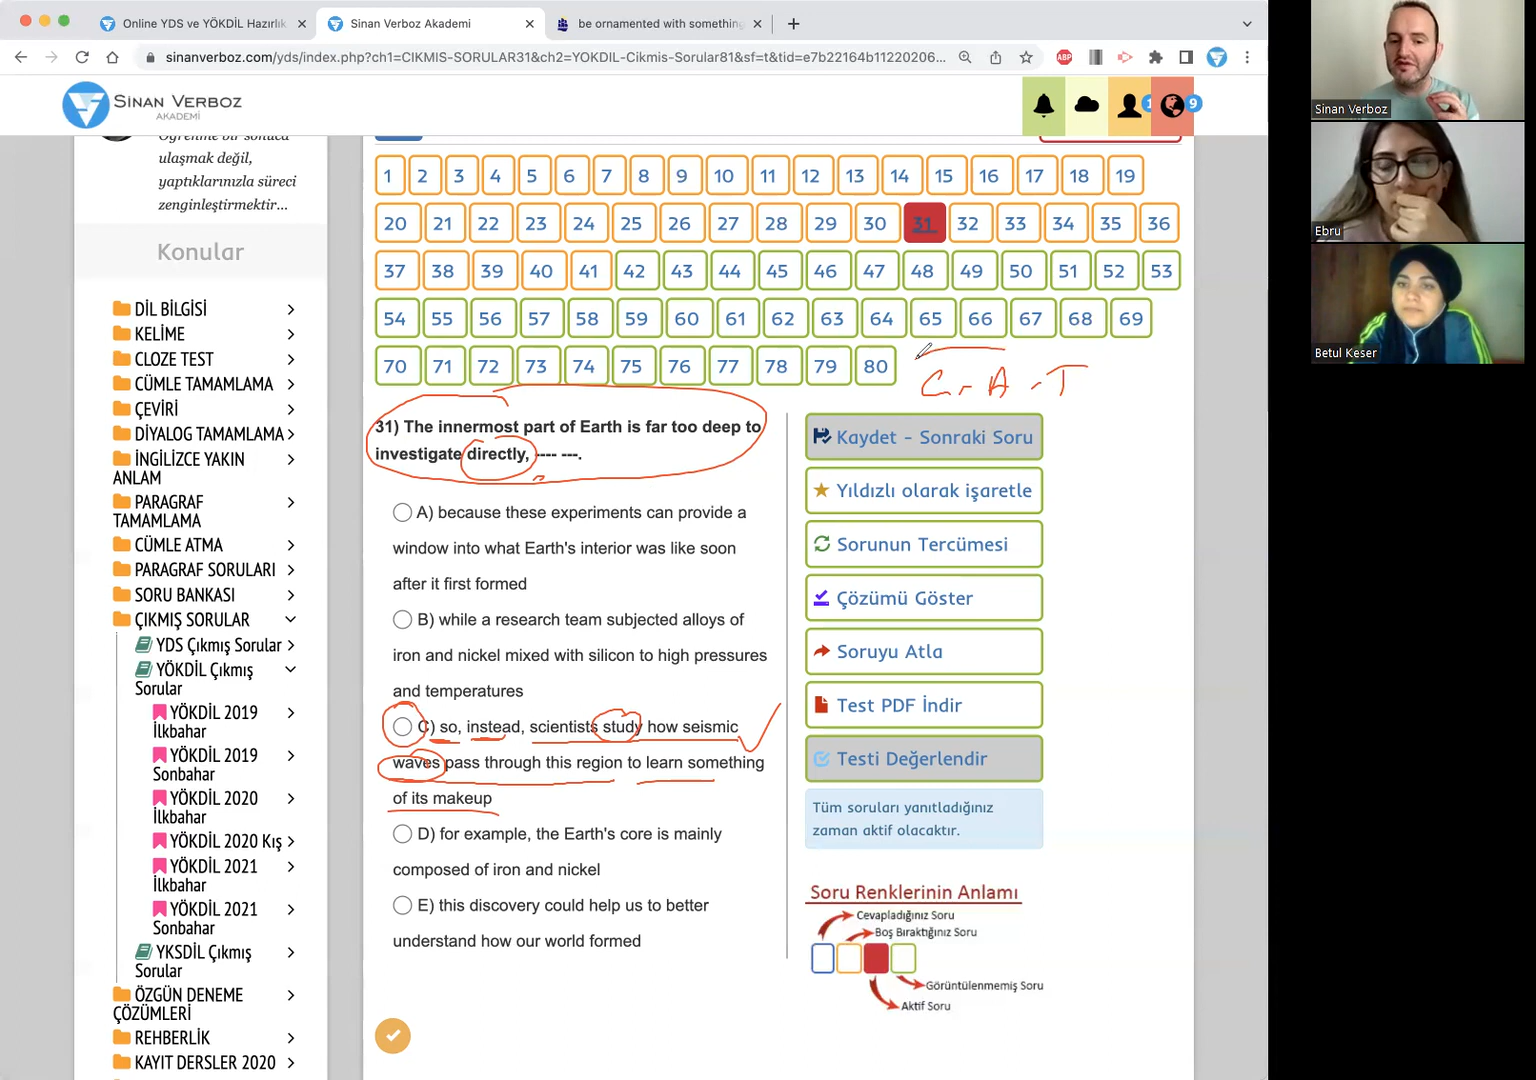 Online YDS ve YÖKDİL Hazırlık
Sinan Verboz Akademi
be ornamented with something
sinanverboz.com/yds/index.php?ch1=CIKMIS-SORULAR31&ch2=YOKDIL-Cikmis-Sorular81&sf=t&tid=e7b22164b11220206...
ABP
SİNAN VERBOZ
AKADEMİ
1
9
Öğrenme bir sonuca
ulaşmak değil,
yaptıklarınızla süreci
zenginleştirmektir...
Konular
DİL BİLGİSİ
KELİME
CLOZE TEST
CÜMLE TAMAMLAMA
ÇEVİRİ
DİYALOG TAMAMLAMA
İNGİLİZCE YAKIN
ANLAM
PARAGRAF
TAMAMLAMA
CÜMLE ATMA
PARAGRAF SORULARI
SORU BANKASI
ÇIKMIŞ SORULAR
YDS Çıkmış Sorular
YÖKDİL Çıkmış
Sorular
YÖKDİL 2019
İlkbahar
YÖKDİL 2019
Sonbahar
YÖKDİL 2020
İlkbahar
YÖKDİL 2020 Kış
YÖKDİL 2021
İlkbahar
YÖKDİL 2021
Sonbahar
YKSDİL Çıkmış
Sorular
ÖZGÜN DENEME
ÇÖZÜMLERİ
REHBERLİK
KAYIT DERSLER 2020
1 2 3 4 5 6 7 8 9 10 11 12 13 14 15 16 17 18 19
20 21 22 23 24 25 26 27 28 29 30 31 32 33 34 35 36
37 38 39 40 41 42 43 44 45 46 47 48 49 50 51 52 53
54 55 56 57 58 59 60 61 62 63 64 65 66 67 68 69
70 71 72 73 74 75 76 77 78 79 80
G - A - T
31) The innermost part of Earth is far too deep to
investigate directly, ---- ---.
A) because these experiments can provide a
window into what Earth's interior was like soon
after it first formed
B) while a research team subjected alloys of
iron and nickel mixed with silicon to high pressures
and temperatures
C) so, instead, scientists study how seismic
waves pass through this region to learn something
of its makeup
D) for example, the Earth's core is mainly
composed of iron and nickel
E) this discovery could help us to better
understand how our world formed
Kaydet - Sonraki Soru
Yıldızlı olarak işaretle
Sorunun Tercümesi
Çözümü Göster
Soruyu Atla
Test PDF İndir
Testi Değerlendir
Tüm soruları yanıtladığınız
zaman aktif olacaktır.
Soru Renklerinin Anlamı
Cevapladığınız Soru
Boş Bıraktığınız Soru
Görüntülenmemiş Soru
Aktif Soru
Sinan Verboz
Ebru
Betul Keser